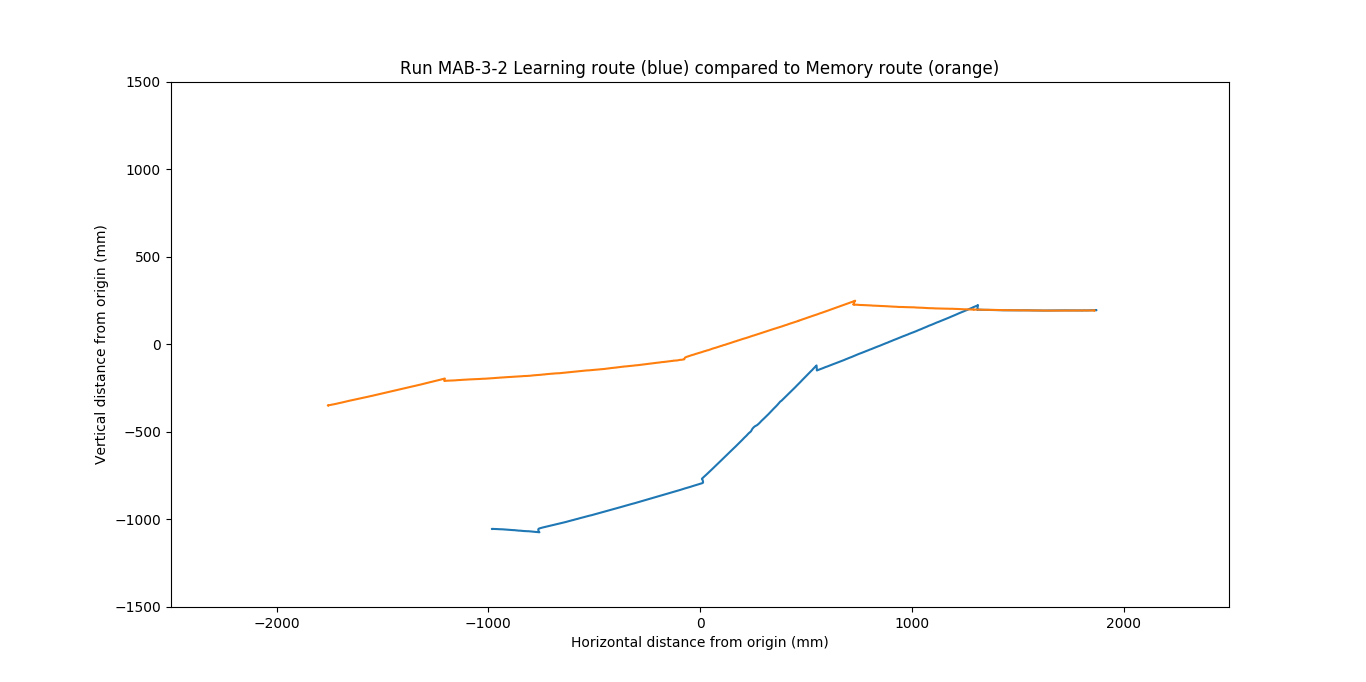 Run MAB-3-2 Learning route (blue) compared to Memory route (orange)
1500
1000
500
0
−500
−1000
−1500
Vertical distance from origin (mm)
−2000 −1000 0 1000 2000
Horizontal distance from origin (mm)